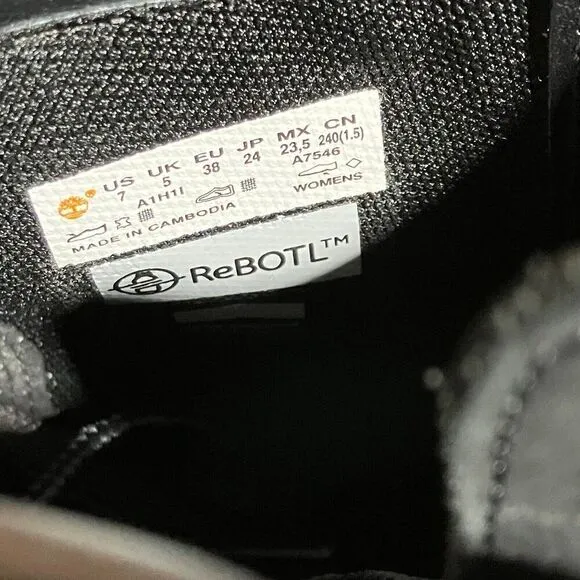 US UK EU JP MX CN
7 5 38 24 23,5 240(1.5)
A1H1I A7546
WOMENS
MADE IN CAMBODIA
ReBOTL™